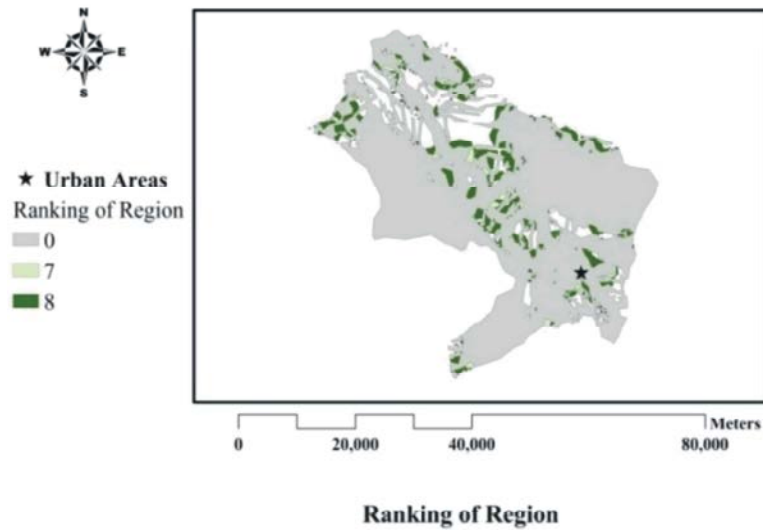 N
W E
S
★ Urban Areas
Ranking of Region
0
7
8
Meters
0 20,000 40,000 80,000
Ranking of Region